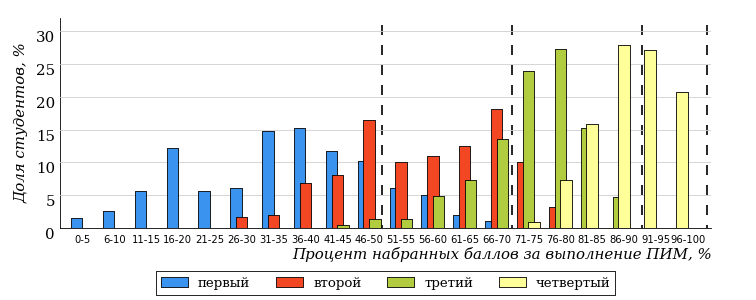 Доля студентов, %
30
25
20
15
10
5
0
0-5 6-10 11-15 16-20 21-25 26-30 31-35 36-40 41-45 46-50 51-55 56-60 61-65 66-70 71-75 76-80 81-85 86-90 91-95 96-100
Процент набранных баллов за выполнение ПИМ, %
первый второй третий четвертый